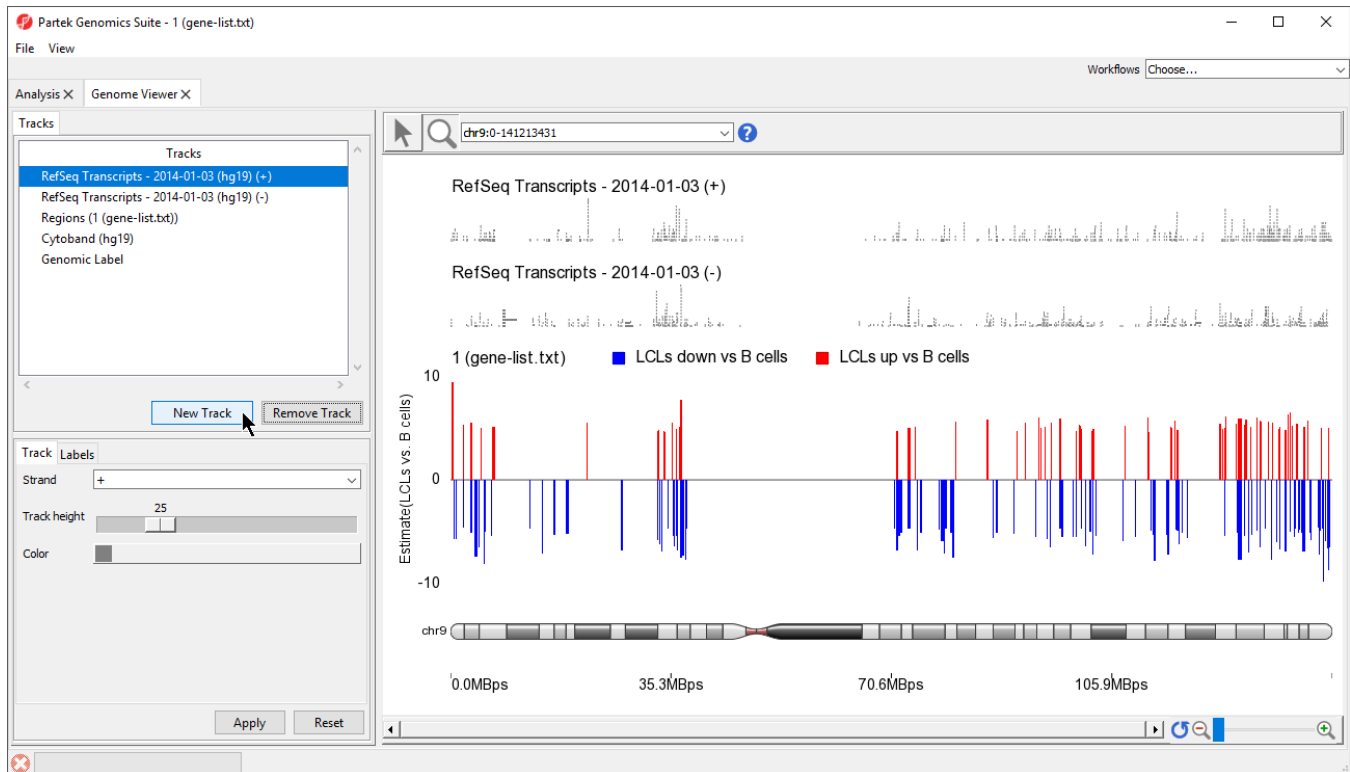 Partek Genomics Suite - 1 (gene-list.txt)
File View
Workflows Choose...
Analysis Genome Viewer
Tracks
Tracks
RefSeq Transcripts - 2014-01-03 (hg19) (+)
RefSeq Transcripts - 2014-01-03 (hg19) (-)
Regions (1 (gene-list.txt))
Cytoband (hg19)
Genomic Label
New Track Remove Track
Track Labels
Strand +
Track height 25
Color
Apply Reset
chr9:0-141213431
RefSeq Transcripts - 2014-01-03 (+)
RefSeq Transcripts - 2014-01-03 (-)
1 (gene-list.txt) LCLs down vs B cells LCLs up vs B cells
10
0
-10
Estimate(LCLs vs. B cells)
chr9
0.0MBps 35.3MBps 70.6MBps 105.9MBps